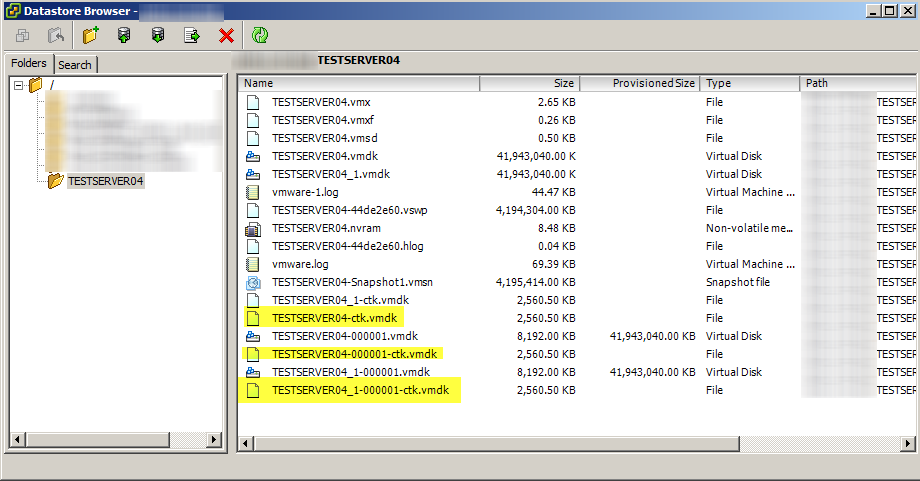 Datastore Browser -
Folders Search
TESTSERVER04
/
TESTSERVER04
Name Size Provisioned Size Type Path
TESTSERVER04.vmx 2.65 KB File TESTSER
TESTSERVER04.vmxf 0.26 KB File TESTSER
TESTSERVER04.vmsd 0.50 KB File TESTSER
TESTSERVER04.vmdk 41,943,040.00 K Virtual Disk TESTSER
TESTSERVER04_1.vmdk 41,943,040.00 K Virtual Disk TESTSER
vmware-1.log 44.47 KB Virtual Machine ... TESTSER
TESTSERVER04-44de2e60.vswp 4,194,304.00 KB File TESTSER
TESTSERVER04.nvram 8.48 KB Non-volatile me... TESTSER
TESTSERVER04-44de2e60.hlog 0.04 KB File TESTSER
vmware.log 69.39 KB Virtual Machine ... TESTSER
TESTSERVER04-Snapshot1.vmsn 4,195,414.00 KB Snapshot file TESTSER
TESTSERVER04_1-ctk.vmdk 2,560.50 KB File TESTSER
TESTSERVER04-ctk.vmdk 2,560.50 KB File TESTSER
TESTSERVER04-000001.vmdk 8,192.00 KB 41,943,040.00 KB Virtual Disk TESTSER
TESTSERVER04-000001-ctk.vmdk 2,560.50 KB File TESTSER
TESTSERVER04_1-000001.vmdk 8,192.00 KB 41,943,040.00 KB Virtual Disk TESTSER
TESTSERVER04_1-000001-ctk.vmdk 2,560.50 KB File TESTSER